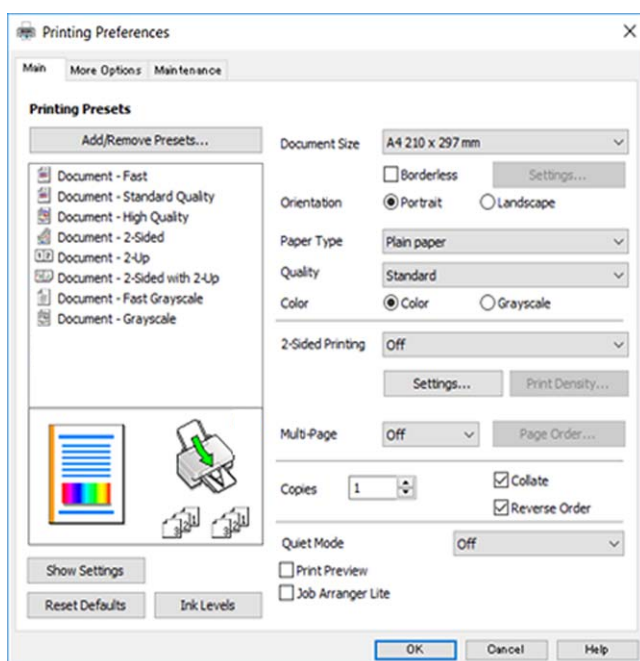 Printing Preferences
Main
More Options
Maintenance
Printing Presets
Add/Remove Presets...
Document - Fast
Document - Standard Quality
Document - High Quality
Document - 2-Sided
Document - 2-Up
Document - 2-Sided with 2-Up
Document - Fast Grayscale
Document - Grayscale
Show Settings
Reset Defaults
Ink Levels
Document Size
A4 210 x 297 mm
Borderless
Settings...
Orientation
Portrait
Landscape
Paper Type
Plain paper
Quality
Standard
Color
Color
Grayscale
2-Sided Printing
Off
Settings...
Print Density...
Multi-Page
Off
Page Order...
Copies
1
Collate
Reverse Order
Quiet Mode
Off
Print Preview
Job Arranger Lite
OK
Cancel
Help